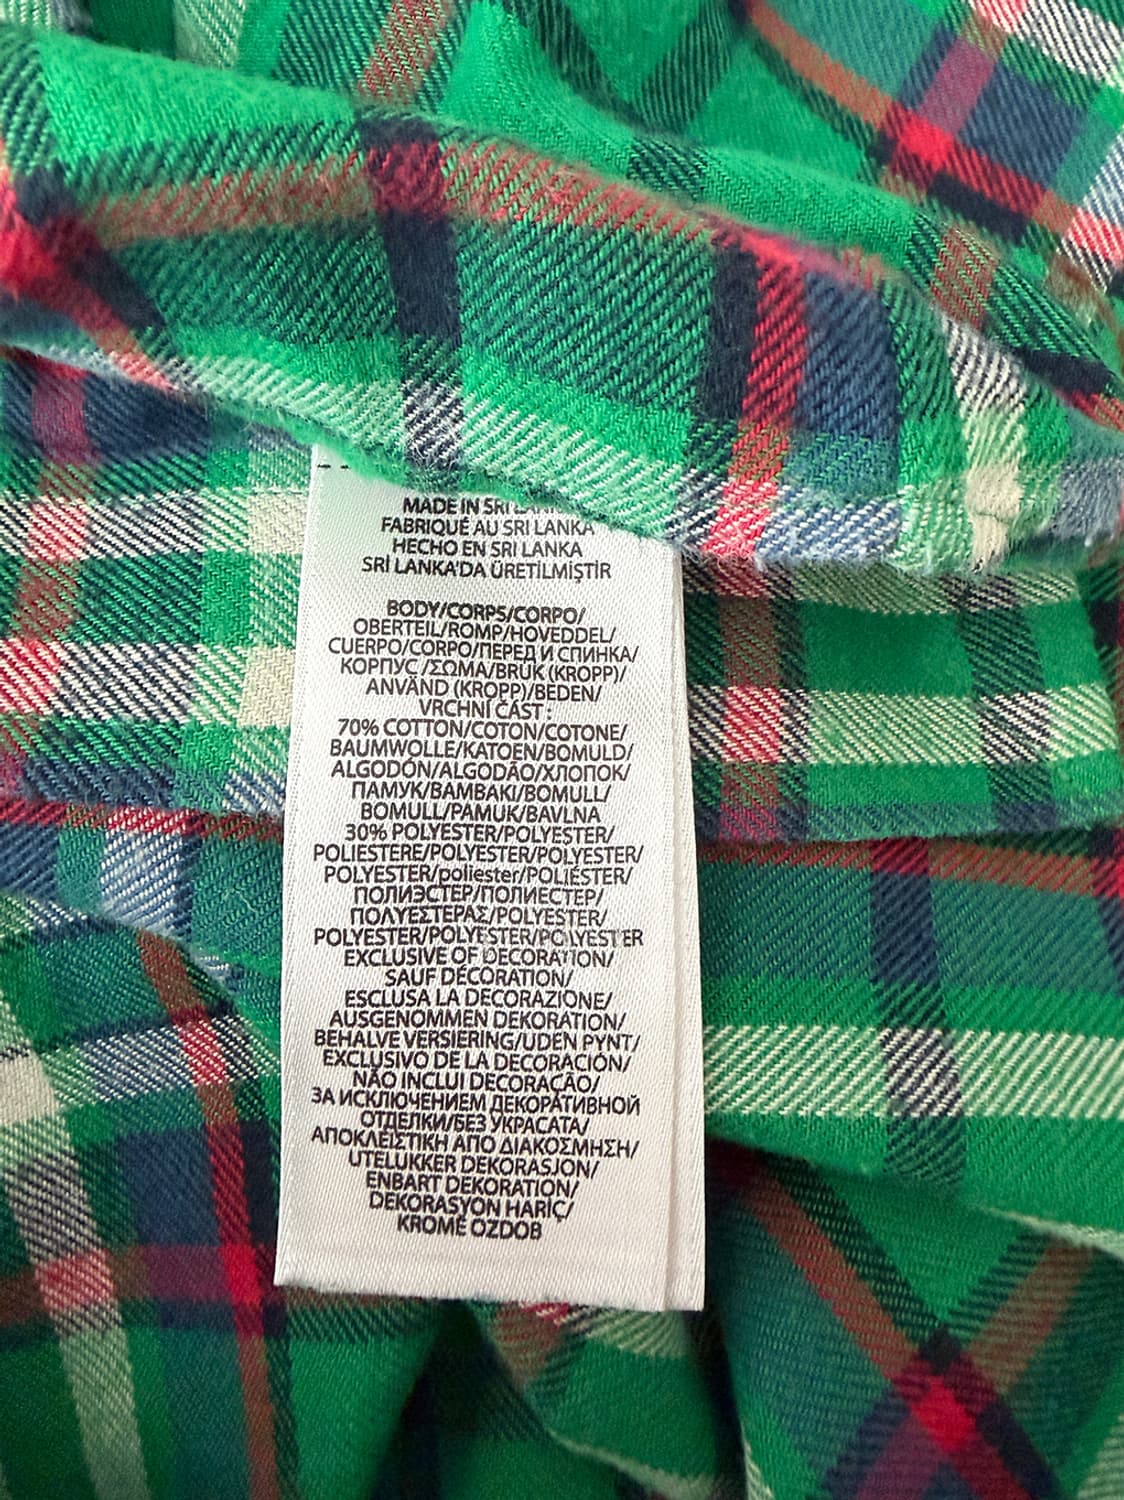 MADE IN SRI LANKA
FABRIQUÉ AU SRI LANKA
HECHO EN SRI LANKA
SRİ LANKA'DA ÜRETİLMİŞTİR
BODY/CORPS/CORPO/
OBERTEIL/ROMP/HOVEDDEL/
CUERPO/CORPO/ПЕРЕД И СПИНКА/
КОРПУС /ΣΩΜΑ/BRUK (KROPP)/
ANVÄND (KROPP)/BEDEN/
VRCHNÍ ČÁST :
70% COTTON/COTON/COTONE/
BAUMWOLLE/KATOEN/BOMULD/
ALGODÓN/ALGODÃO/ХЛОПОК/
ПАМУК/ΒΑΜΒΑΚΙ/BOMULL/
BOMULL/PAMUK/BAVLNA
30% POLYESTER/POLYESTER/
POLIESTERE/POLYESTER/POLYESTER/
POLYESTER/poliester/POLIÉSTER/
ПОЛИЭСТЕР/ПОЛИЕСТЕР/
ΠΟΛΥΕΣΤΕΡΑΣ/POLYESTER/
POLYESTER/POLYESTER/POLYESTER
EXCLUSIVE OF DECORATION/
SAUF DÉCORATION/
ESCLUSA LA DECORAZIONE/
AUSGENOMMEN DEKORATION/
BEHALVE VERSIERING/UDEN PYNT/
EXCLUSIVO DE LA DECORACIÓN/
NÃO INCLUI DECORAÇÃO/
ЗА ИСКЛЮЧЕНИЕМ ДЕКОРАТИВНОЙ
ОТДЕЛКИ/БЕЗ УКРАСАТА/
ΑΠΟΚΛΕΙΣΤΙΚΗ ΑΠΟ ΔΙΑΚΟΣΜΗΣΗ/
UTELUKKER DEKORASJON/
ENBART DEKORATION/
DEKORASYON HARİÇ/
KROMĚ OZDOB